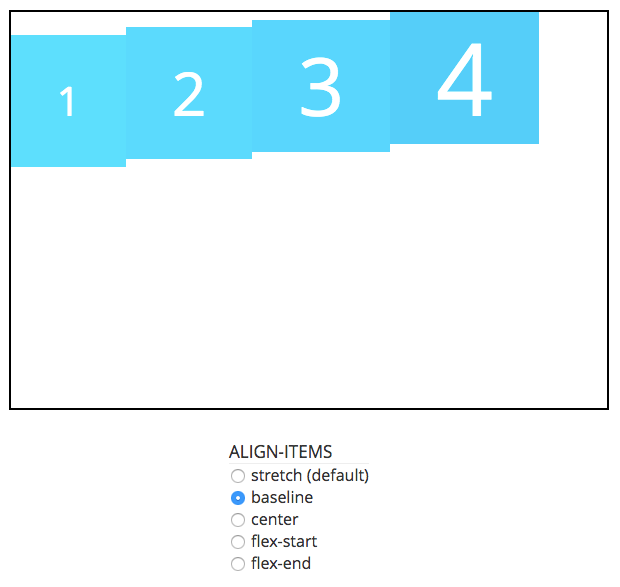 1 2 3 4
ALIGN-ITEMS
stretch (default)
baseline
center
flex-start
flex-end